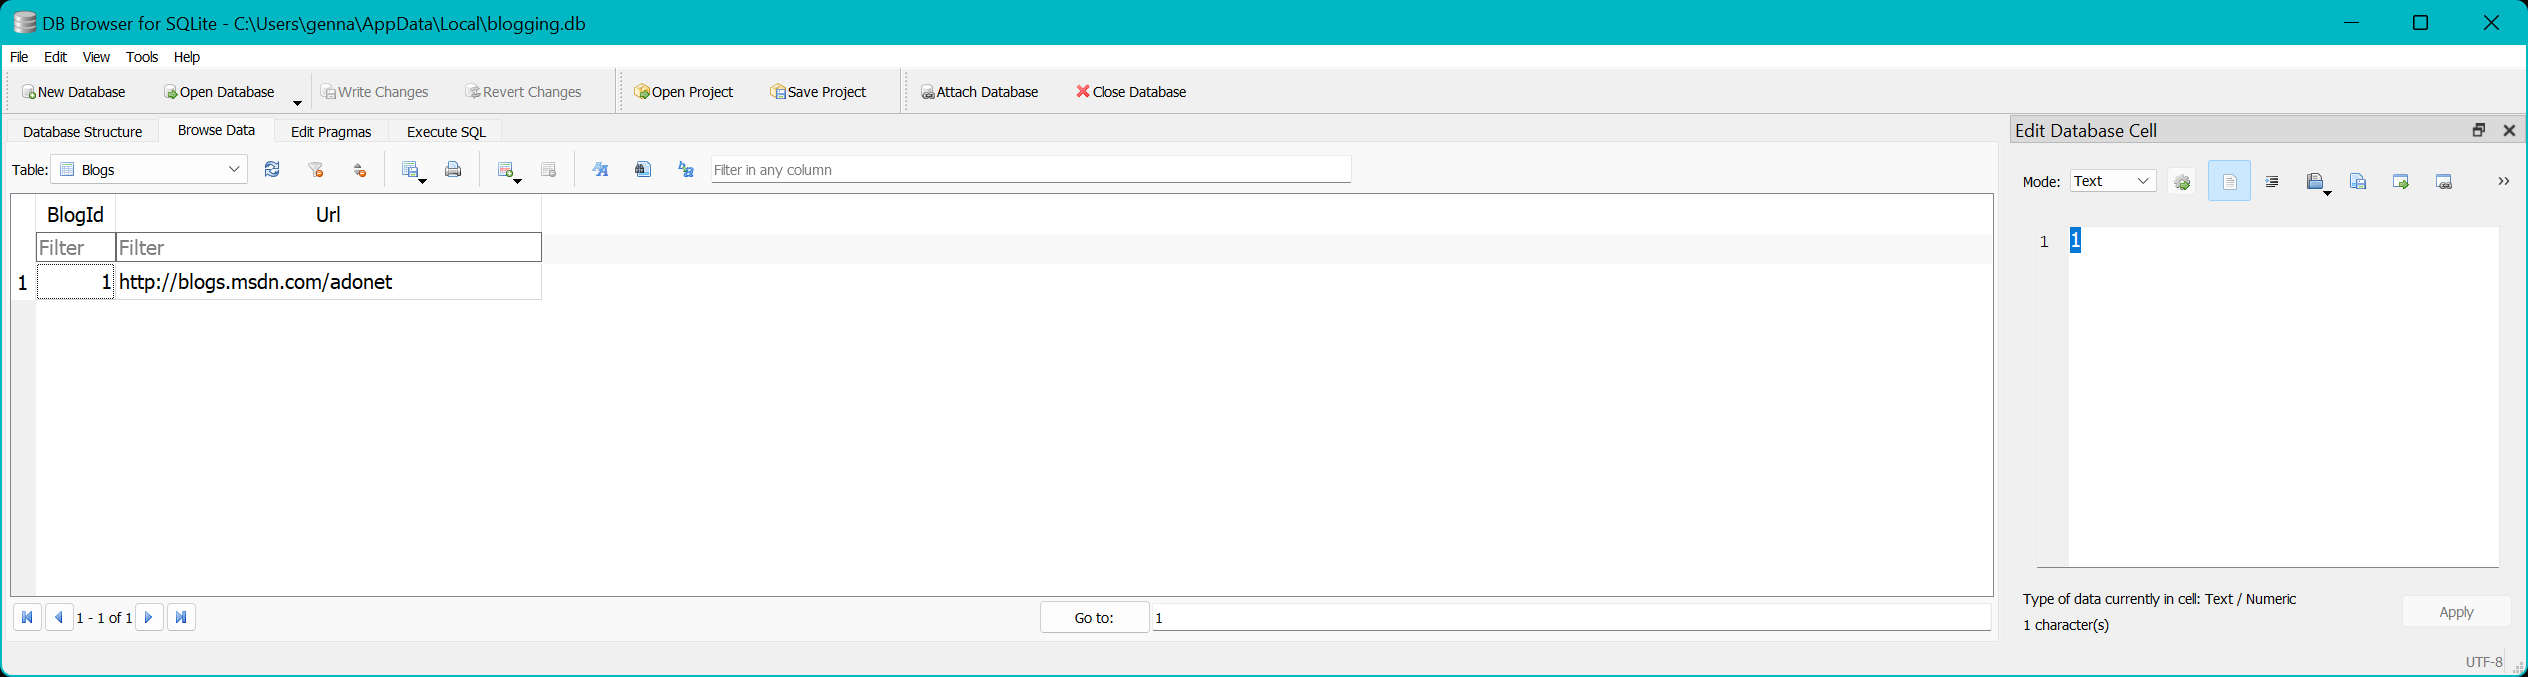 DB Browser for SQLite - C:\Users\genna\AppData\Local\blogging.db
File Edit View Tools Help
New Database Open Database Write Changes Revert Changes Open Project Save Project Attach Database Close Database
Database Structure Browse Data Edit Pragmas Execute SQL
Edit Database Cell
Table: Blogs Filter in any column
Mode: Text
BlogId Url
Filter Filter
1 1 http://blogs.msdn.com/adonet
1 1
1 - 1 of 1 Go to: 1
Type of data currently in cell: Text / Numeric
1 character(s)
Apply
UTF-8